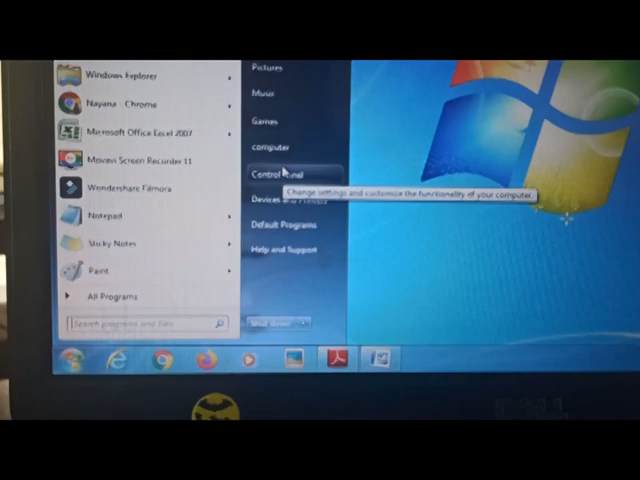 Windows Explorer
Nayana - Chrome
Microsoft Office Excel 2007
Movavi Screen Recorder 11
Wondershare Filmora
Notepad
Sticky Notes
Paint
All Programs
Search programs and files
Pictures
Music
Games
computer
Control Panel
Change settings and customize the functionality of your computer.
Devices and Printers
Default Programs
Help and Support
Shut down
DELL